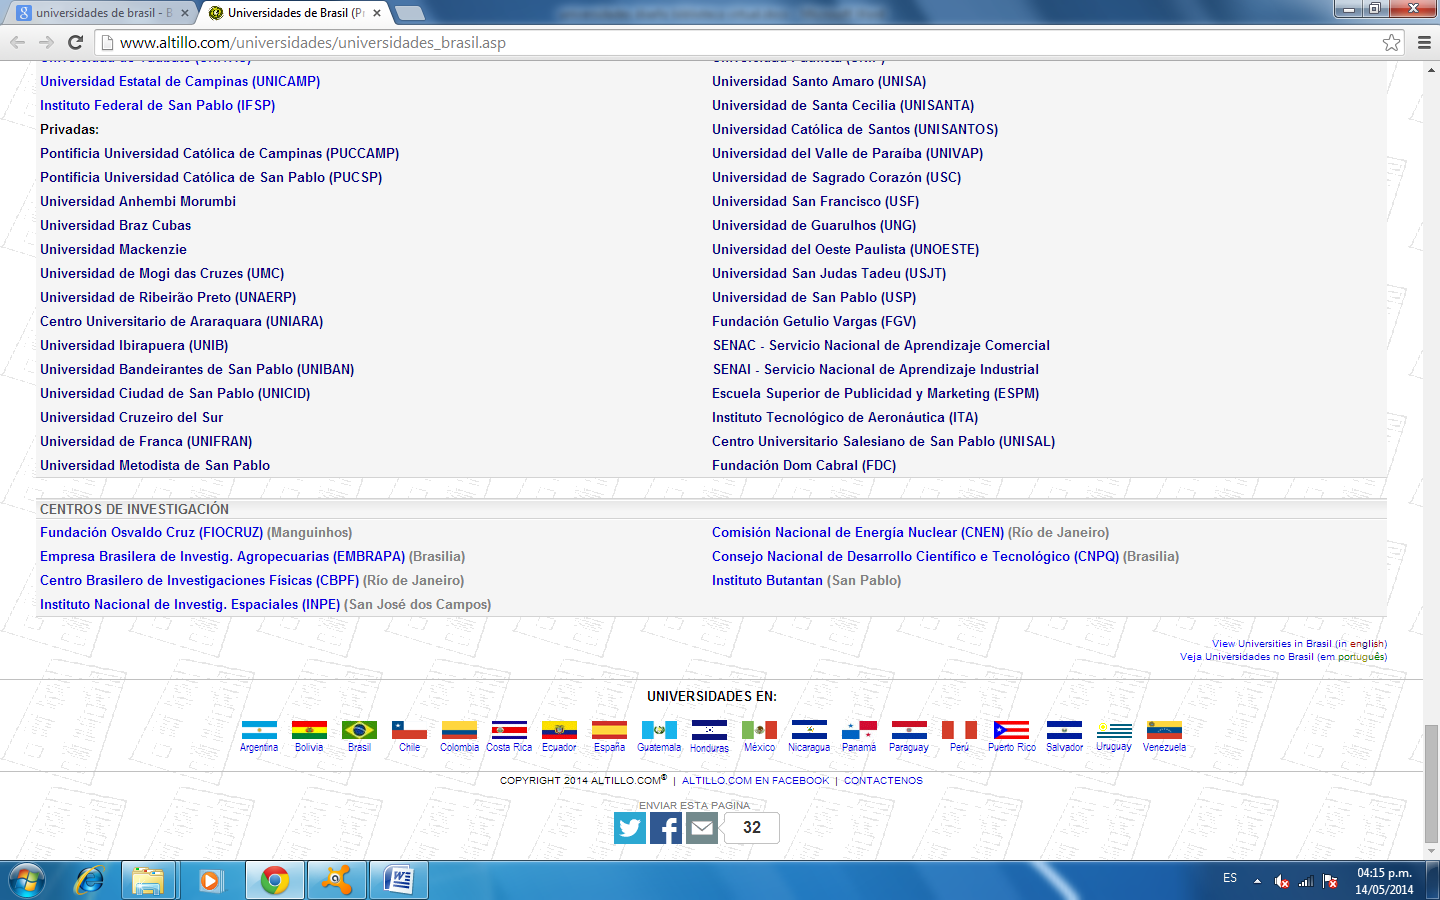 universidades de brasil - B
Universidades de Brasil (P
www.altillo.com/universidades/universidades_brasil.asp
Universidad Estatal de Campinas (UNICAMP)
Instituto Federal de San Pablo (IFSP)
Privadas:
Pontificia Universidad Católica de Campinas (PUCCAMP)
Pontificia Universidad Católica de San Pablo (PUCSP)
Universidad Anhembi Morumbi
Universidad Braz Cubas
Universidad Mackenzie
Universidad de Mogi das Cruzes (UMC)
Universidad de Ribeirão Preto (UNAERP)
Centro Universitario de Araraquara (UNIARA)
Universidad Ibirapuera (UNIB)
Universidad Bandeirantes de San Pablo (UNIBAN)
Universidad Ciudad de San Pablo (UNICID)
Universidad Cruzeiro del Sur
Universidad de Franca (UNIFRAN)
Universidad Metodista de San Pablo
Universidad Santo Amaro (UNISA)
Universidad de Santa Cecilia (UNISANTA)
Universidad Católica de Santos (UNISANTOS)
Universidad del Valle de Paraíba (UNIVAP)
Universidad de Sagrado Corazón (USC)
Universidad San Francisco (USF)
Universidad de Guarulhos (UNG)
Universidad del Oeste Paulista (UNOESTE)
Universidad San Judas Tadeu (USJT)
Universidad de San Pablo (USP)
Fundación Getulio Vargas (FGV)
SENAC - Servicio Nacional de Aprendizaje Comercial
SENAI - Servicio Nacional de Aprendizaje Industrial
Escuela Superior de Publicidad y Marketing (ESPM)
Instituto Tecnológico de Aeronáutica (ITA)
Centro Universitario Salesiano de San Pablo (UNISAL)
Fundación Dom Cabral (FDC)
CENTROS DE INVESTIGACIÓN
Fundación Osvaldo Cruz (FIOCRUZ) (Manguinhos)
Empresa Brasilera de Investig. Agropecuarias (EMBRAPA) (Brasilia)
Centro Brasilero de Investigaciones Físicas (CBPF) (Río de Janeiro)
Instituto Nacional de Investig. Espaciales (INPE) (San José dos Campos)
Comisión Nacional de Energía Nuclear (CNEN) (Río de Janeiro)
Consejo Nacional de Desarrollo Científico e Tecnológico (CNPQ) (Brasilia)
Instituto Butantan (San Pablo)
View Universities in Brasil (in english)
Veja Universidades no Brasil (em português)
UNIVERSIDADES EN:
Argentina Bolivia Brasil Chile Colombia Costa Rica Ecuador España Guatemala Honduras México Nicaragua Panamá Paraguay Perú Puerto Rico Salvador Uruguay Venezuela
COPYRIGHT 2014 ALTILLO.COM® | ALTILLO.COM EN FACEBOOK | CONTACTENOS
ENVIAR ESTA PAGINA
32
ES
04:15 p.m.
14/05/2014